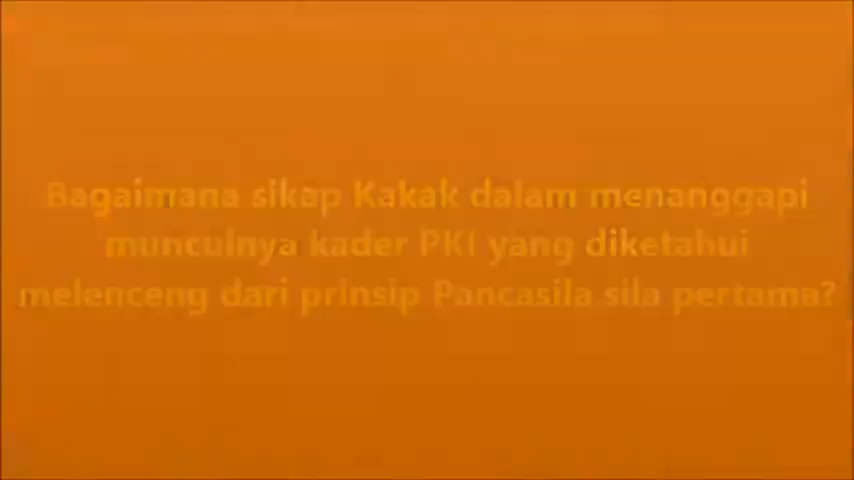 Bagaimana sikap Kakak dalam menanggapi
munculnya kader PKI yang diketahui
melenceng dari prinsip Pancasila sila pertama?